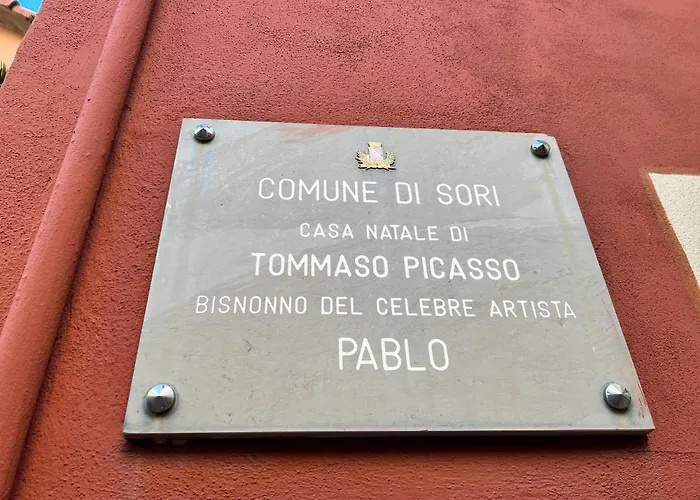 COMUNE DI SORI
CASA NATALE DI
TOMMASO PICASSO
BISNONNO DEL CELEBRE ARTISTA
PABLO